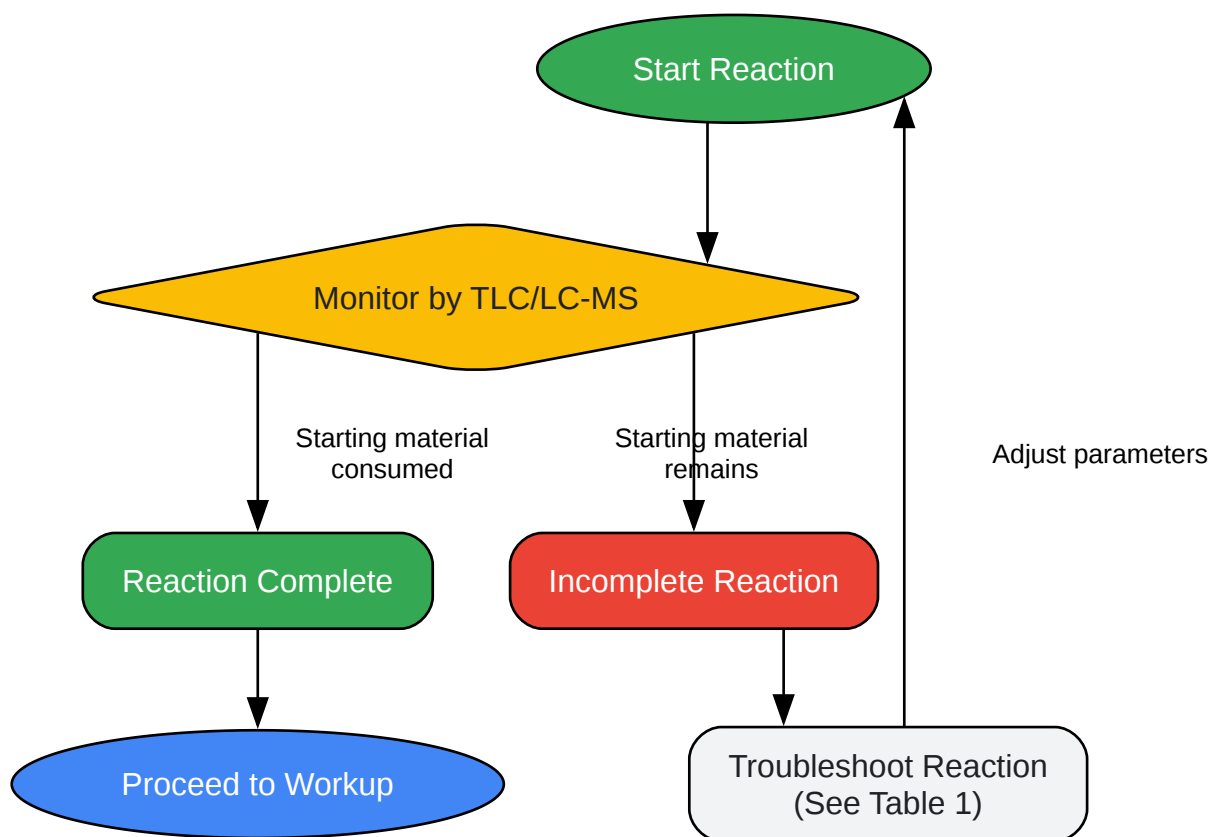 Start Reaction
Monitor by TLC/LC-MS
Starting material
consumed
Starting material
remains
Adjust parameters
Reaction Complete
Incomplete Reaction
Proceed to Workup
Troubleshoot Reaction
(See Table 1)